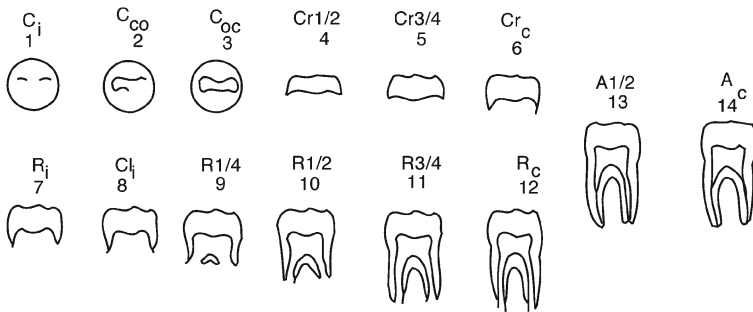 Ci Cco Coc Cr1/2 Cr3/4 Crc
1 2 3 4 5 6
A1/2 Ac
13 14
Ri Cli R1/4 R1/2 R3/4 Rc
7 8 9 10 11 12